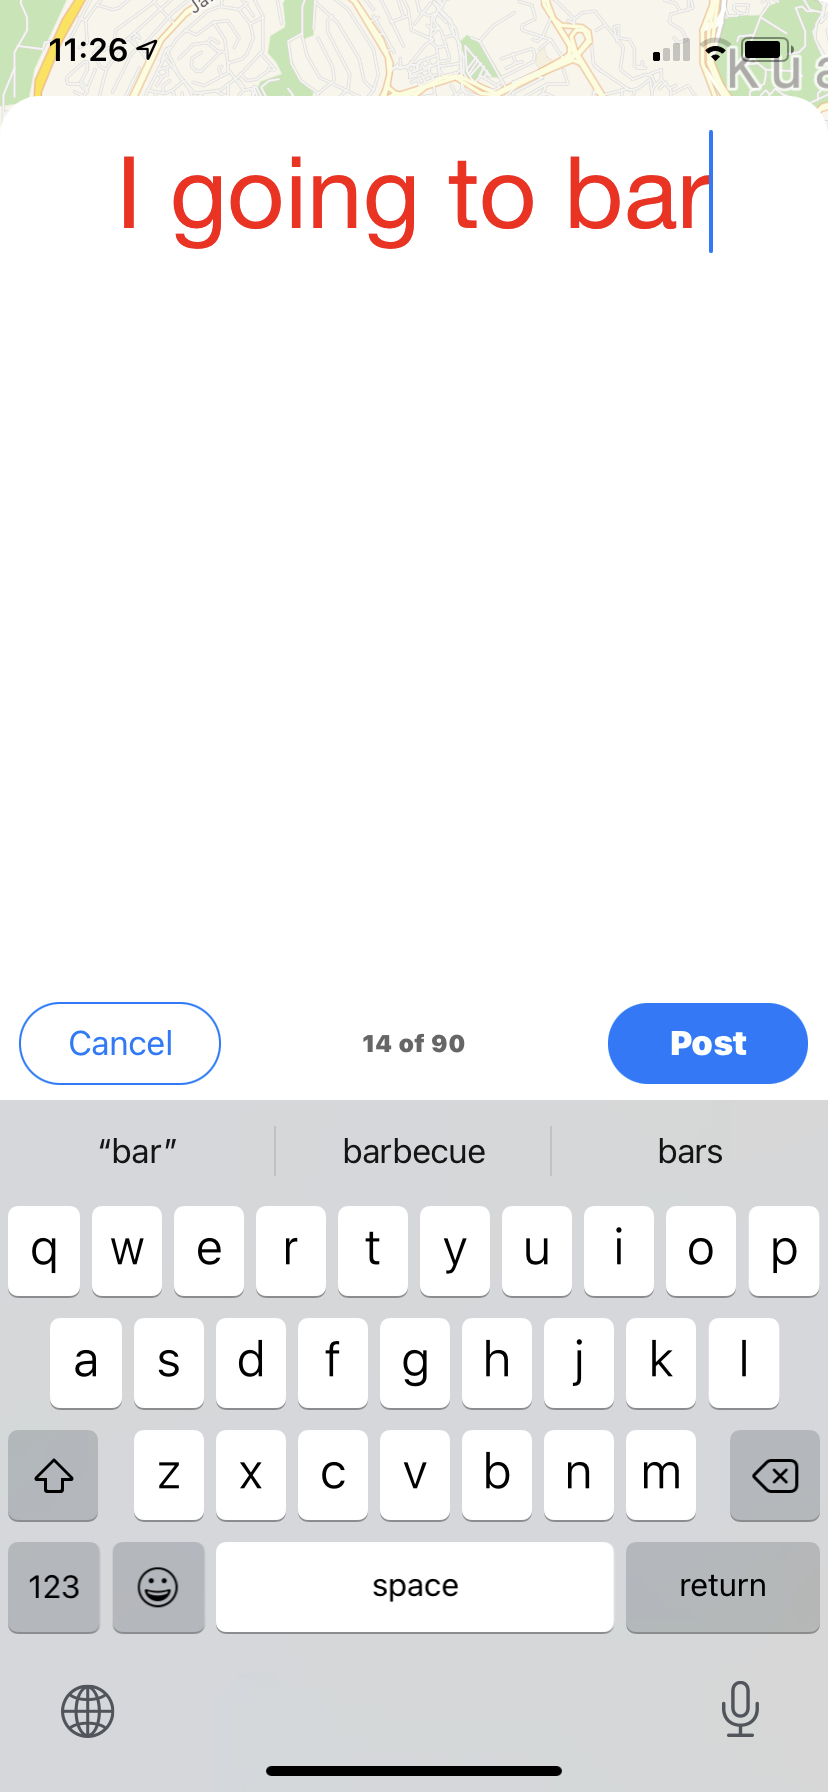 11:26
I going to bar
Cancel
14 of 90
Post
“bar”
barbecue
bars
q w e r t y u i o p
a s d f g h j k l
z x c v b n m
123
space
return